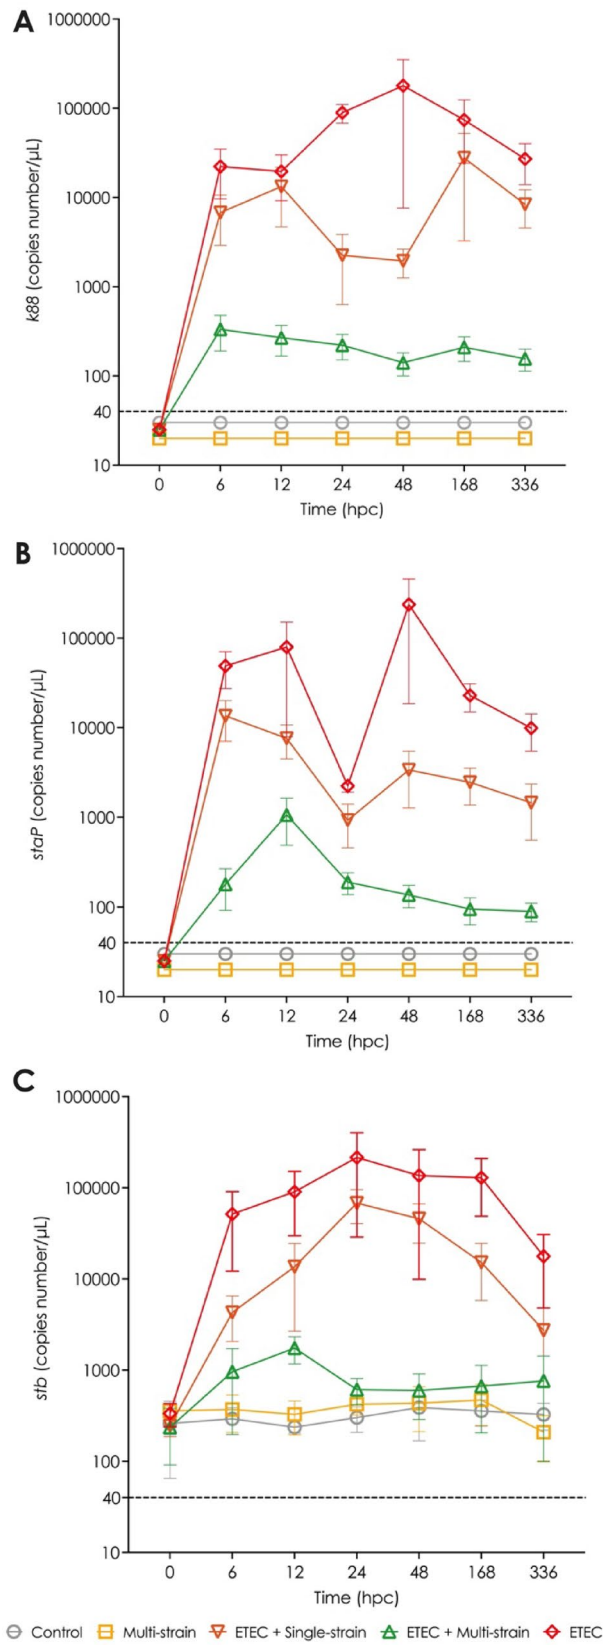 A
1000000
100000
10000
1000
100
40
10
k88 (copies number/µL)
0 6 12 24 48 168 336
Time (hpc)
B
1000000
100000
10000
1000
100
40
10
staP (copies number/µL)
0 6 12 24 48 168 336
Time (hpc)
C
1000000
100000
10000
1000
100
40
10
stb (copies number/µL)
0 6 12 24 48 168 336
Time (hpc)
Control Multi-strain ETEC + Single-strain ETEC + Multi-strain ETEC